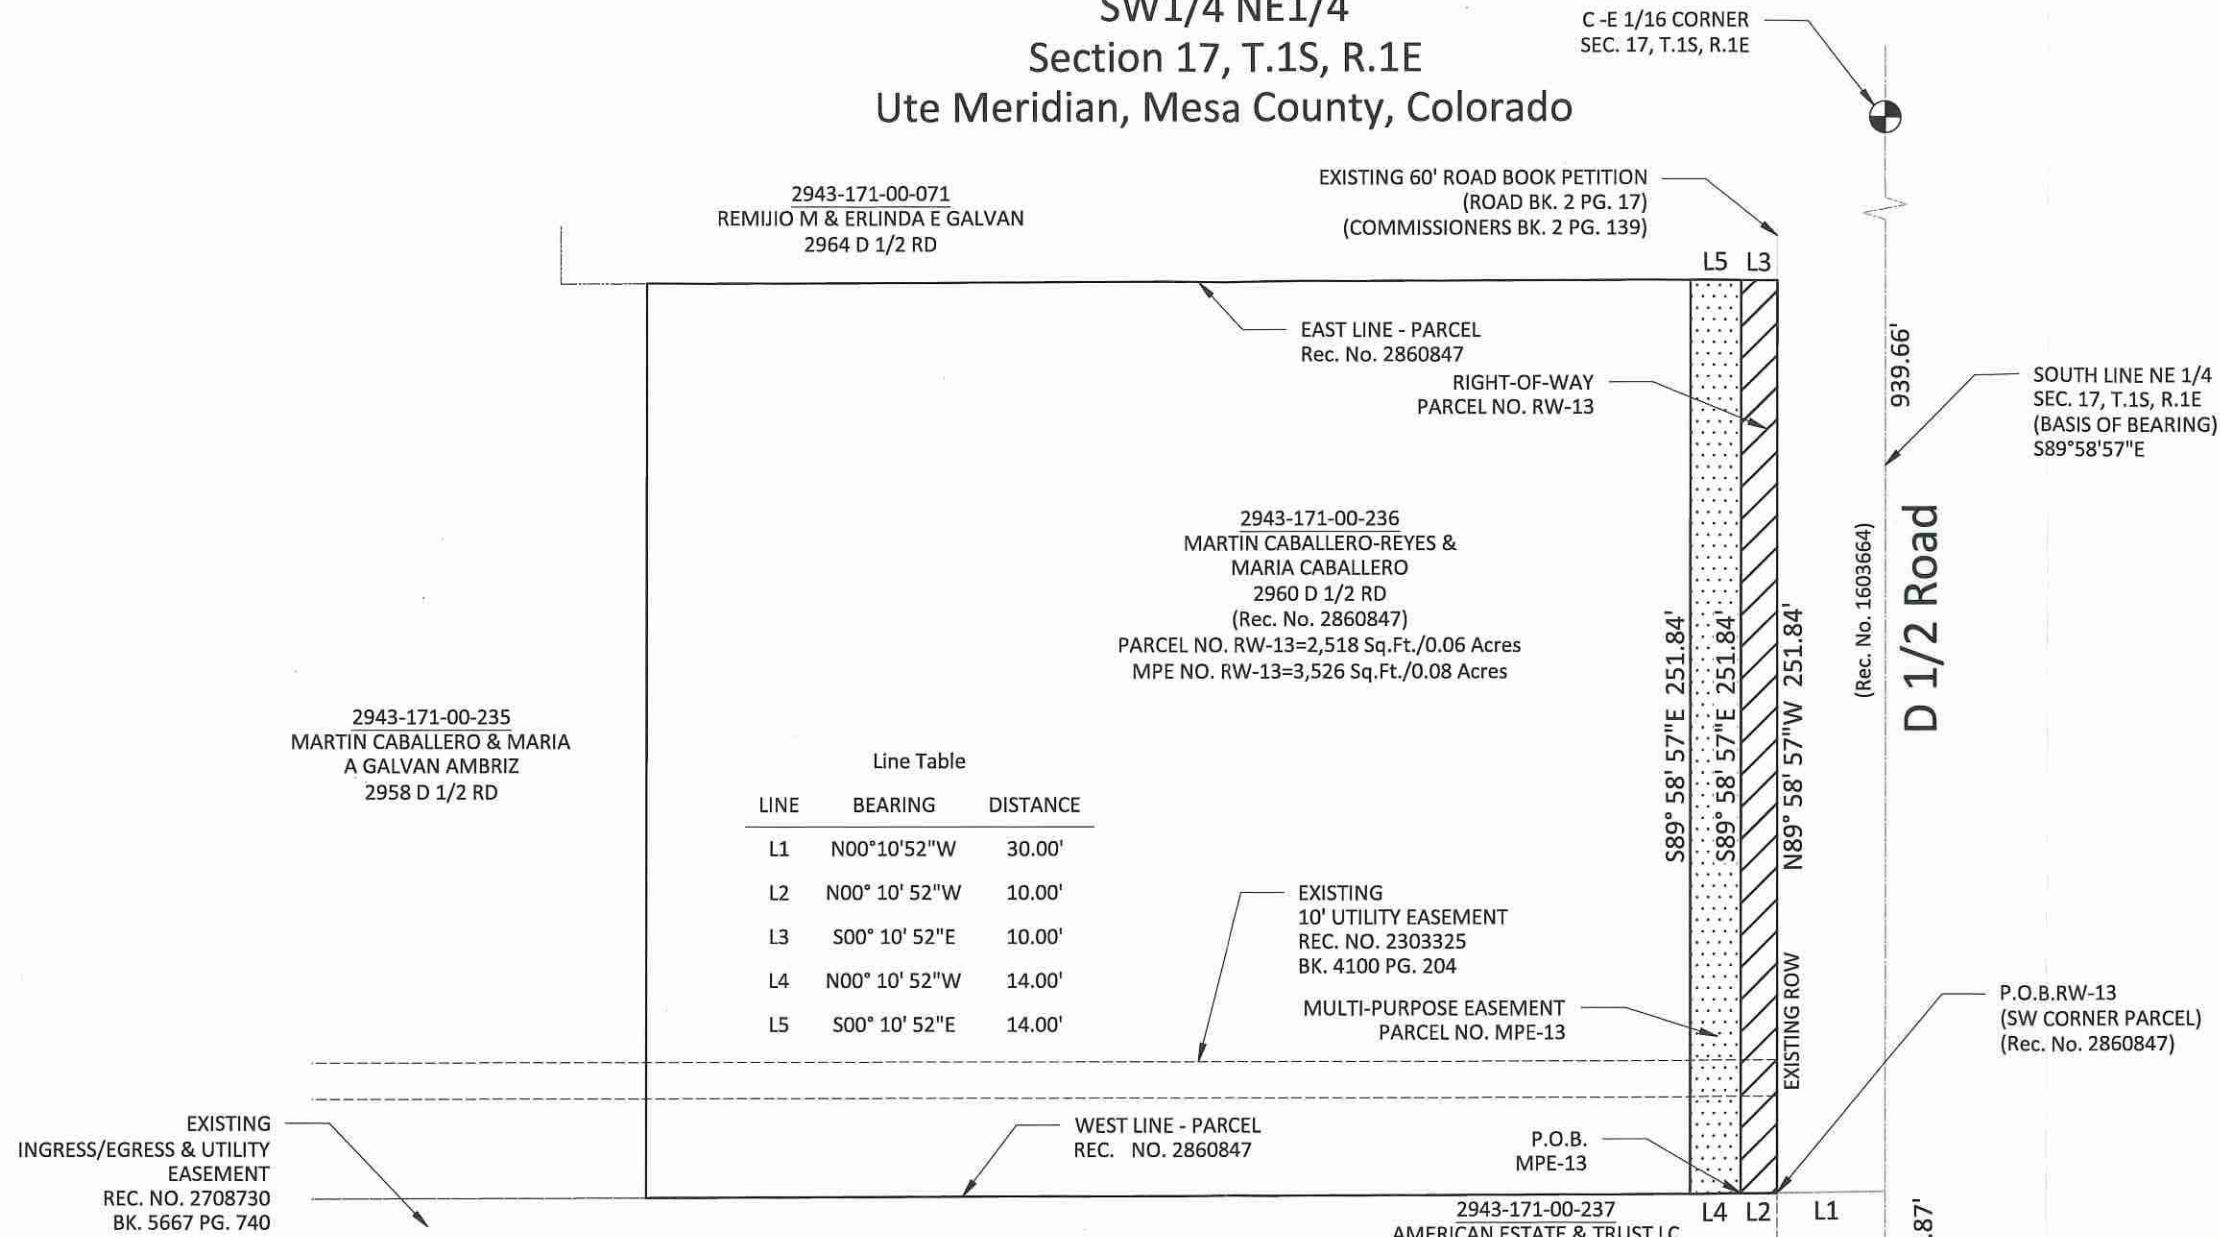 SW1/4 NE1/4
Section 17, T.1S, R.1E
Ute Meridian, Mesa County, Colorado
C -E 1/16 CORNER
SEC. 17, T.1S, R.1E
2943-171-00-071
REMIJIO M & ERLINDA E GALVAN
2964 D 1/2 RD
EXISTING 60' ROAD BOOK PETITION
(ROAD BK. 2 PG. 17)
(COMMISSIONERS BK. 2 PG. 139)
L5 L3
EAST LINE - PARCEL
Rec. No. 2860847
RIGHT-OF-WAY
PARCEL NO. RW-13
939.66'
SOUTH LINE NE 1/4
SEC. 17, T.1S, R.1E
(BASIS OF BEARING)
S89°58'57"E
2943-171-00-236
MARTIN CABALLERO-REYES &
MARIA CABALLERO
2960 D 1/2 RD
(Rec. No. 2860847)
PARCEL NO. RW-13=2,518 Sq.Ft./0.06 Acres
MPE NO. RW-13=3,526 Sq.Ft./0.08 Acres
S89° 58' 57"E 251.84'
S89° 58' 57"E 251.84'
N89° 58' 57"W 251.84'
(Rec. No. 1603664)
D 1/2 Road
2943-171-00-235
MARTIN CABALLERO & MARIA
A GALVAN AMBRIZ
2958 D 1/2 RD
Line Table
LINE BEARING DISTANCE
L1 N00°10'52"W 30.00'
L2 N00° 10' 52"W 10.00'
L3 S00° 10' 52"E 10.00'
L4 N00° 10' 52"W 14.00'
L5 S00° 10' 52"E 14.00'
EXISTING
10' UTILITY EASEMENT
REC. NO. 2303325
BK. 4100 PG. 204
MULTI-PURPOSE EASEMENT
PARCEL NO. MPE-13
EXISTING ROW
P.O.B.RW-13
(SW CORNER PARCEL)
(Rec. No. 2860847)
EXISTING
INGRESS/EGRESS & UTILITY
EASEMENT
REC. NO. 2708730
BK. 5667 PG. 740
WEST LINE - PARCEL
REC. NO. 2860847
P.O.B.
MPE-13
2943-171-00-237
AMERICAN ESTATE & TRUST LC
L4 L2 L1
.87'